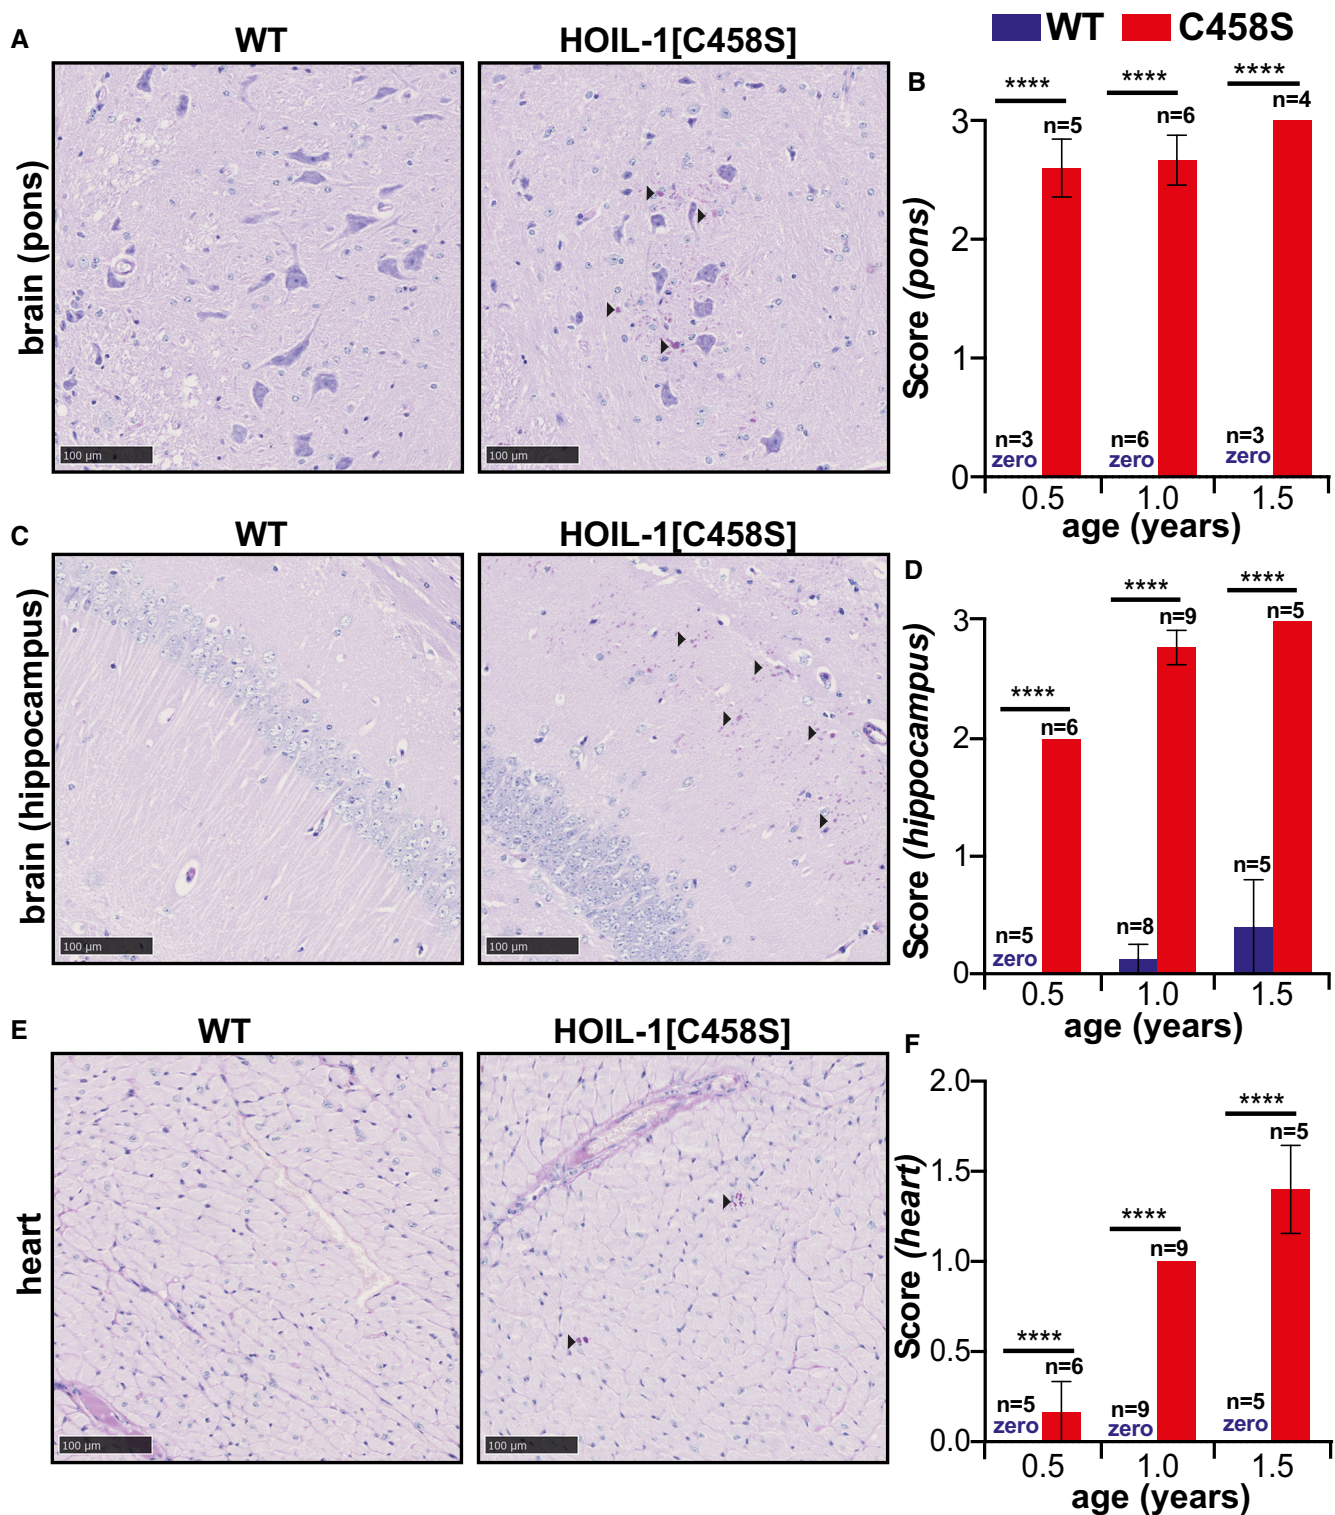 WT C458S
A
WT
HOIL-1[C458S]
brain (pons)
100 µm
100 µm
B
Score (pons)
3
2
1
0
**** **** ****
n=5 n=6 n=4
n=3 n=6 n=3
zero zero zero
0.5 1.0 1.5
age (years)
C
WT
HOIL-1[C458S]
brain (hippocampus)
100 µm
100 µm
D
Score (hippocampus)
3
2
1
0
**** **** ****
n=6 n=9 n=5
n=5 n=8 n=5
zero
0.5 1.0 1.5
age (years)
E
WT
HOIL-1[C458S]
heart
100 µm
100 µm
F
Score (heart)
2.0
1.5
1.0
0.5
0.0
**** **** ****
n=6 n=9 n=5
n=5 n=9 n=5
zero zero zero
0.5 1.0 1.5
age (years)